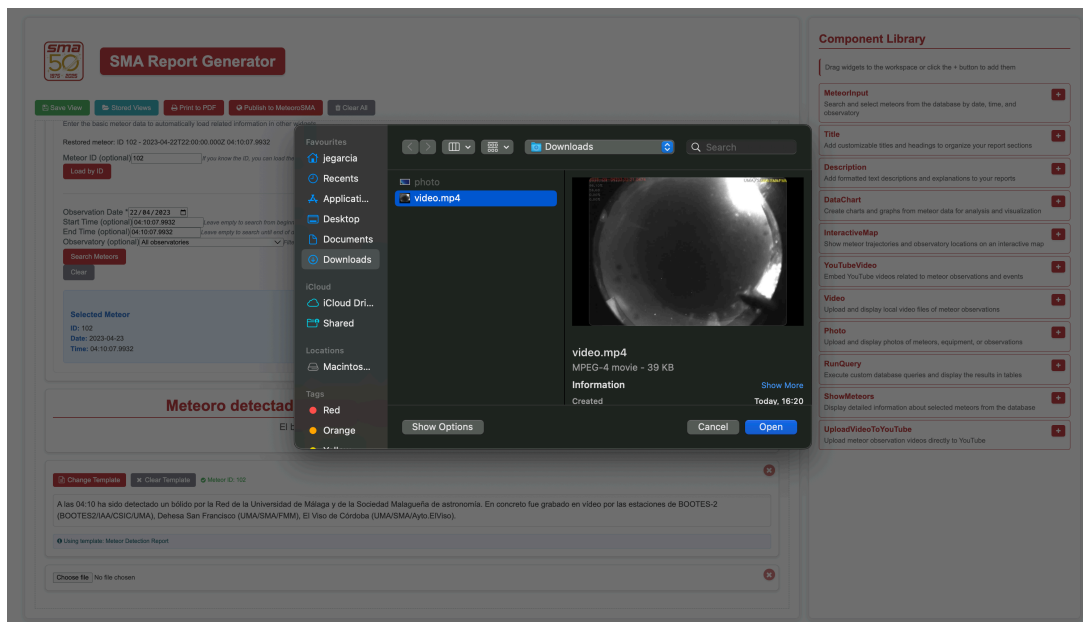 sma
50
1975 - 2025
SMA Report Generator
Save View
Stored Views
Print to PDF
Publish to MeteoroSMA
Clear All
Enter the basic meteor data to automatically load related information in other widgets
Restored meteor: ID 102 - 2023-04-22T22:00:00.000Z 04:10:07.9932
Meteor ID (optional) 102
If you know the ID, you can load the
Load by ID
Observation Date * 22/04/2023
Start Time (optional) 04:10:07.9932
Leave empty to search from
End Time (optional) 04:10:07.9932
Leave empty to search until end of
Observatory (optional) All observatories
Search Meteors
Clear
Selected Meteor
ID: 102
Date: 2023-04-23
Time: 04:10:07.9932
Meteoro detectad
El b
Change Template
Clear Template
Meteor ID: 102
A las 04:10 ha sido detectado un bólido por la Red de la Universidad de Málaga y de la Sociedad Malagueña de astronomía. En concreto fue grabado en vídeo por las estaciones de BOOTES-2
(BOOTES2/IAA/CSIC/UMA), Dehesa San Francisco (UMA/SMA/FMM), El Viso de Córdoba (UMA/SMA/Ayto.ElViso).
Using template: Meteor Detection Report
Choose file No file chosen
Favourites
jegarcia
Recents
Applicati...
Desktop
Documents
Downloads
iCloud
iCloud Dri...
Shared
Locations
Macintos...
Tags
Red
Orange
Downloads
Search
photo
video.mp4
video.mp4
MPEG-4 movie - 39 KB
Information
Show More
Created
Today, 16:20
Show Options
Cancel
Open
Component Library
Drag widgets to the workspace or click the + button to add them
MeteorInput
Search and select meteors from the database by date, time, and
observatory
Title
Add customizable titles and headings to organize your report sections
Description
Add formatted text descriptions and explanations to your reports
DataChart
Create charts and graphs from meteor data for analysis and visualization
InteractiveMap
Show meteor trajectories and observatory locations on an interactive map
YouTubeVideo
Embed YouTube videos related to meteor observations and events
Video
Upload and display local video files of meteor observations
Photo
Upload and display photos of meteors, equipment, or observations
RunQuery
Execute custom database queries and display the results in tables
ShowMeteors
Display detailed information about selected meteors from the database
UploadVideoToYouTube
Upload meteor observation videos directly to YouTube